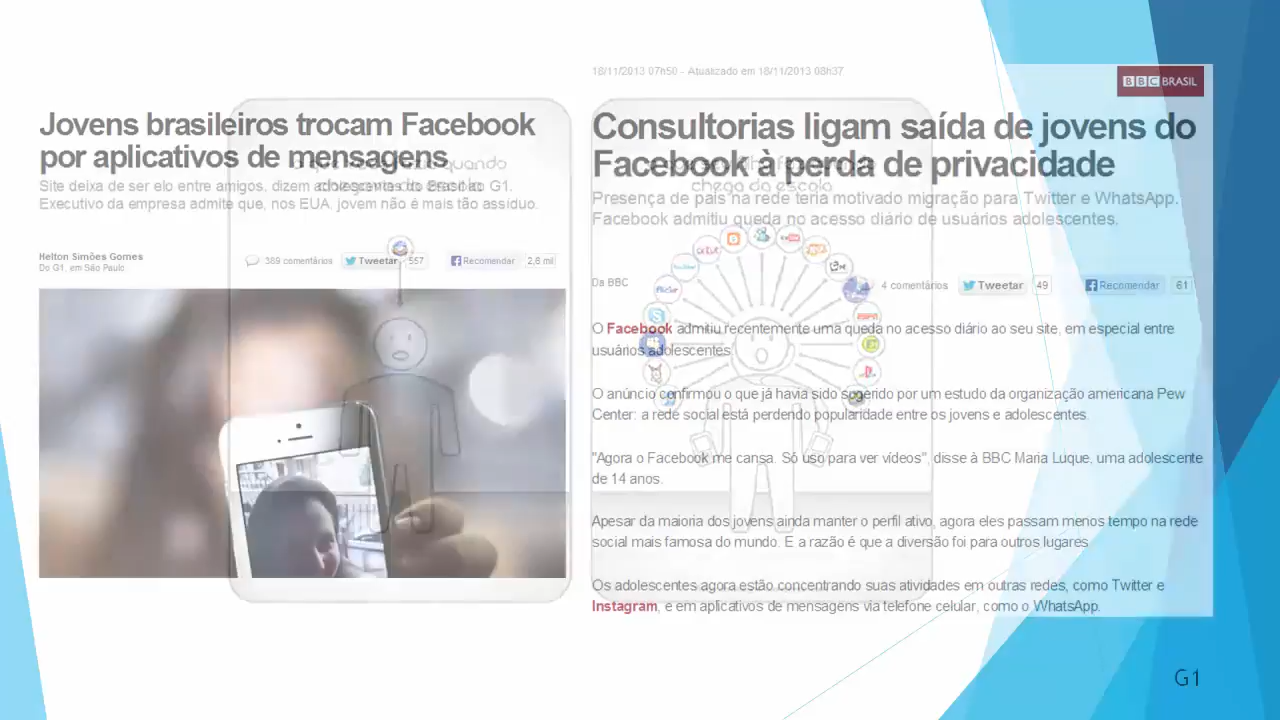 Jovens brasileiros trocam Facebook
por aplicativos de mensagens
Site deixa de ser elo entre amigos, dizem adolescentes do Brasil ao G1.
Executivo da empresa admite que, nos EUA, jovem não é mais tão assíduo.
Helton Simões Gomes
Do G1, em São Paulo
389 comentários
Tweetar 557
Recomendar 2,6 mil
quando
18/11/2013 07h50 - Atualizado em 18/11/2013 08h37
BBC BRASIL
Consultorias ligam saída de jovens do
Facebook à perda de privacidade
chega da escola
Presença de pais na rede teria motivado migração para Twitter e WhatsApp.
Facebook admitiu queda no acesso diário de usuários adolescentes.
Da BBC
4 comentários
Tweetar 49
Recomendar 61
orkut
twitter
flickr
ESPN
O Facebook admitiu recentemente uma queda no acesso diário ao seu site, em especial entre
usuários adolescentes.
O anúncio confirmou o que já havia sido sugerido por um estudo da organização americana Pew
Center: a rede social está perdendo popularidade entre os jovens e adolescentes.
"Agora o Facebook me cansa. Só uso para ver vídeos", disse à BBC Maria Luque, uma adolescente
de 14 anos.
Apesar da maioria dos jovens ainda manter o perfil ativo, agora eles passam menos tempo na rede
social mais famosa do mundo. E a razão é que a diversão foi para outros lugares.
Os adolescentes agora estão concentrando suas atividades em outras redes, como Twitter e
Instagram, e em aplicativos de mensagens via telefone celular, como o WhatsApp.
G1